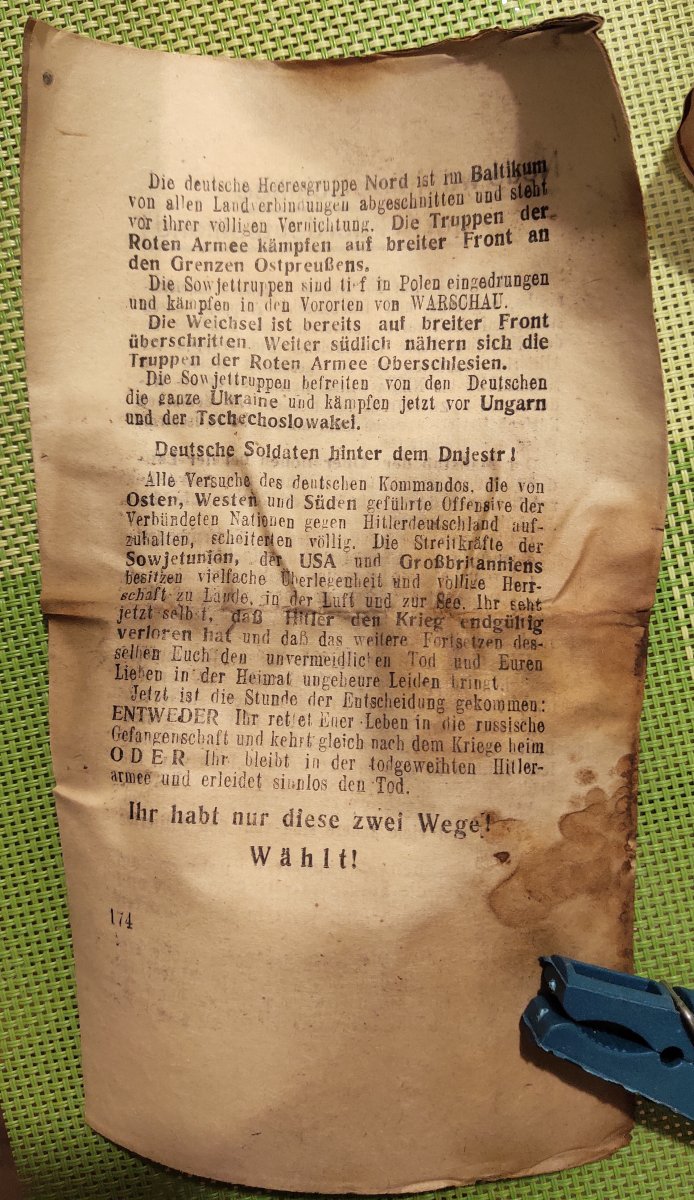 Die deutsche Heeresgruppe Nord ist im Baltikum
von allen Landverbindungen abgeschnitten und steht
vor ihrer völligen Vernichtung. Die Truppen der
Roten Armee kämpfen auf breiter Front an
den Grenzen Ostpreußens.
Die Sowjettruppen sind tief in Polen eingedrungen
und kämpfen in den Vororten von WARSCHAU.
Die Weichsel ist bereits auf breiter Front
überschritten. Weiter südlich nähern sich die
Truppen der Roten Armee Oberschlesien.
Die Sowjettruppen befreiten von den Deutschen
die ganze Ukraine und kämpfen jetzt vor Ungarn
und der Tschechoslowakei.
Deutsche Soldaten hinter dem Dnjestr!
Alle Versuche des deutschen Kommandos, die von
Osten, Westen und Süden geführte Offensive der
Verbündeten Nationen gegen Hitlerdeutschland auf-
zuhalten, scheiterten völlig. Die Streitkräfte der
Sowjetunion, der USA und Großbritanniens
besitzen vielfache Überlegenheit und völlige Herr-
schaft zu Lande, in der Luft und zur See. Ihr seht
jetzt selbst, daß Hitler den Krieg endgültig
verloren hat und daß das weitere Fortsetzen des-
selben Euch den unvermeidlichen Tod und Euren
Lieben in der Heimat ungeheure Leiden bringt.
Jetzt ist die Stunde der Entscheidung gekommen:
ENTWEDER Ihr rettet Euer Leben in die russische
Gefangenschaft und kehrt gleich nach dem Kriege heim
ODER Ihr bleibt in der todgeweihten Hitler-
armee und erleidet sinnlos den Tod.
Ihr habt nur diese zwei Wege!
Wählt!
174